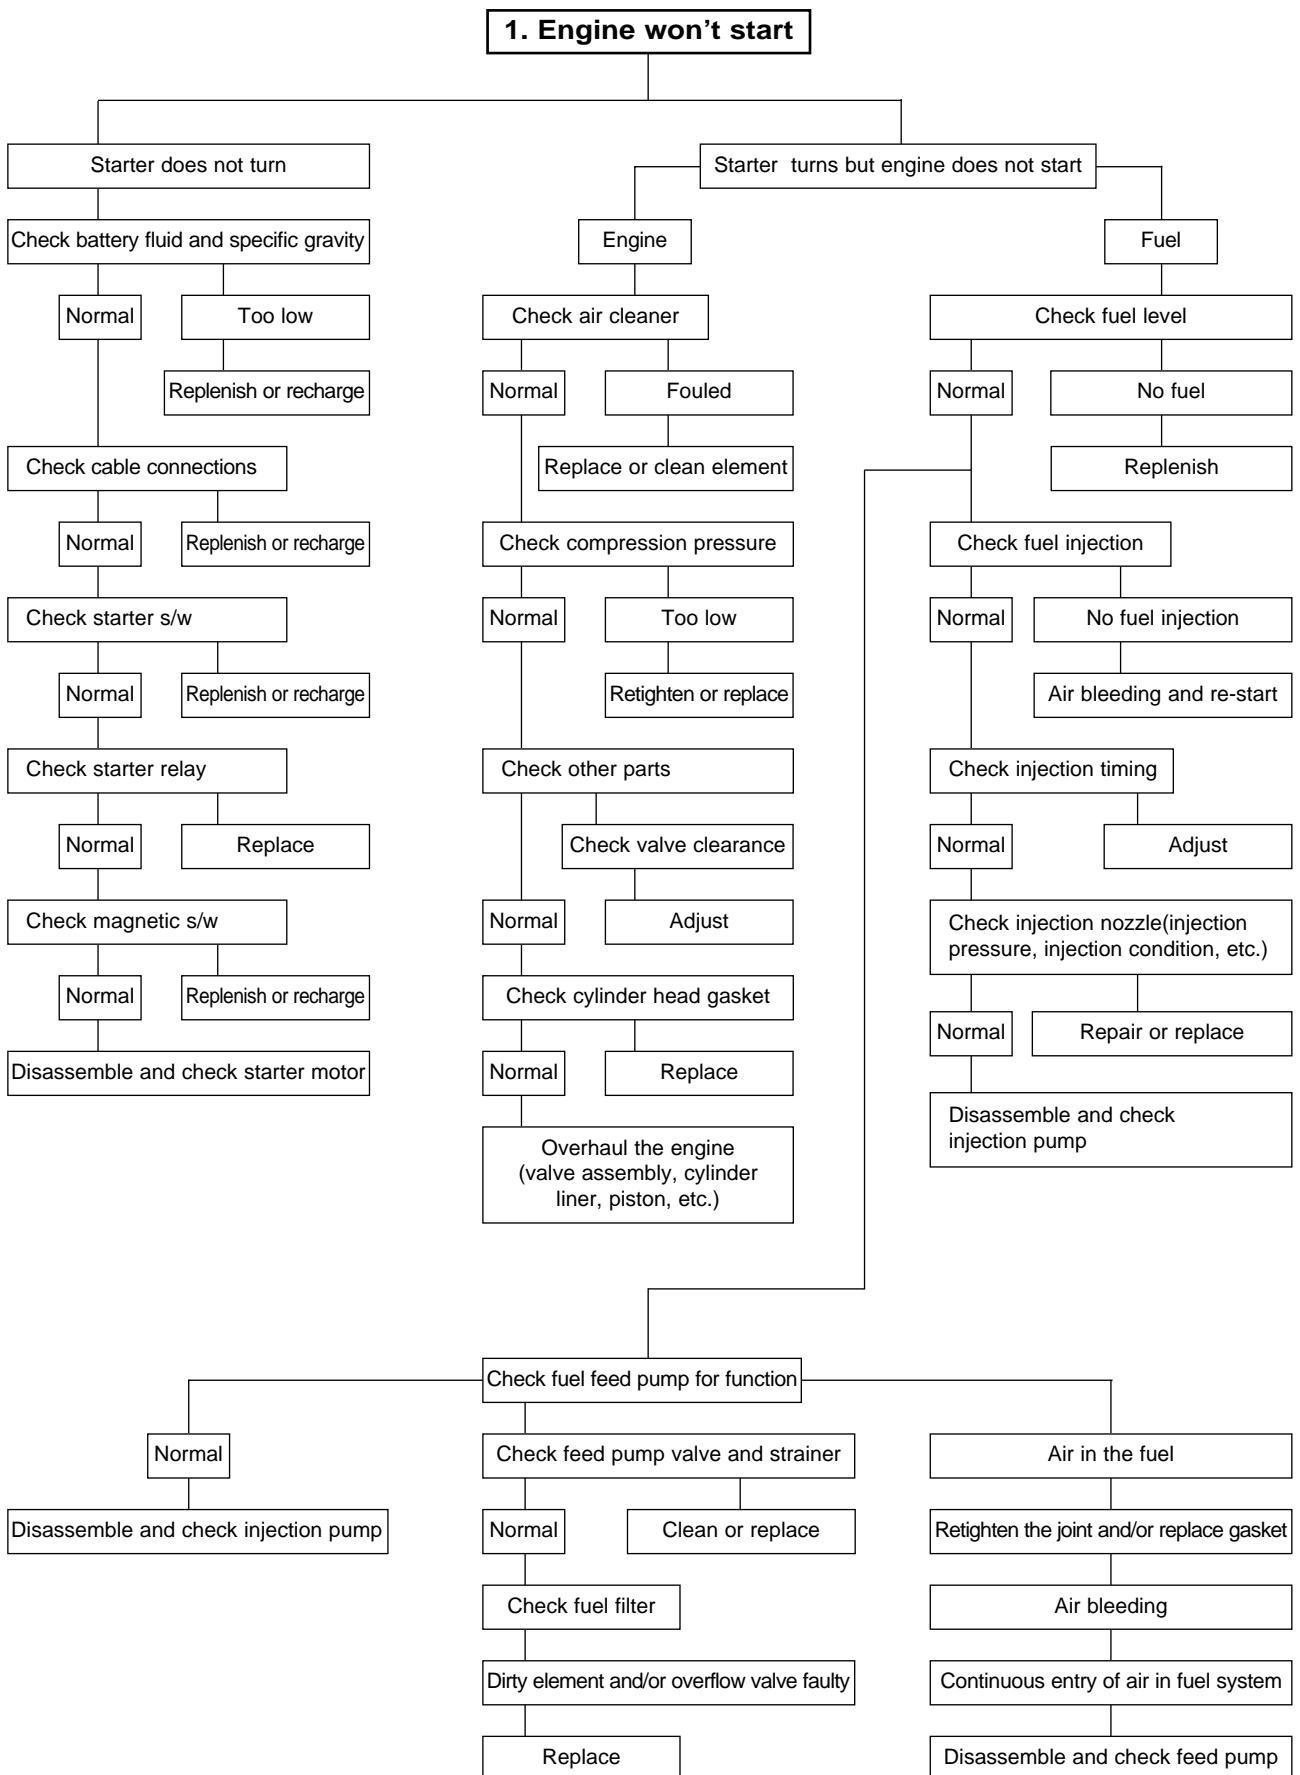 1. Engine won’t start
Starter does not turn
Check battery fluid and specific gravity
Normal
Too low
Replenish or recharge
Check cable connections
Normal
Replenish or recharge
Check starter s/w
Normal
Replenish or recharge
Check starter relay
Normal
Replace
Check magnetic s/w
Normal
Replenish or recharge
Disassemble and check starter motor
Starter turns but engine does not start
Engine
Check air cleaner
Normal
Fouled
Replace or clean element
Check compression pressure
Normal
Too low
Retighten or replace
Check other parts
Check valve clearance
Normal
Adjust
Check cylinder head gasket
Normal
Replace
Overhaul the engine
(valve assembly, cylinder
liner, piston, etc.)
Fuel
Check fuel level
Normal
No fuel
Replenish
Check fuel injection
Normal
No fuel injection
Air bleeding and re-start
Check injection timing
Normal
Adjust
Check injection nozzle(injection
pressure, injection condition, etc.)
Normal
Repair or replace
Disassemble and check
injection pump
Check fuel feed pump for function
Normal
Disassemble and check injection pump
Check feed pump valve and strainer
Normal
Clean or replace
Check fuel filter
Dirty element and/or overflow valve faulty
Replace
Air in the fuel
Retighten the joint and/or replace gasket
Air bleeding
Continuous entry of air in fuel system
Disassemble and check feed pump